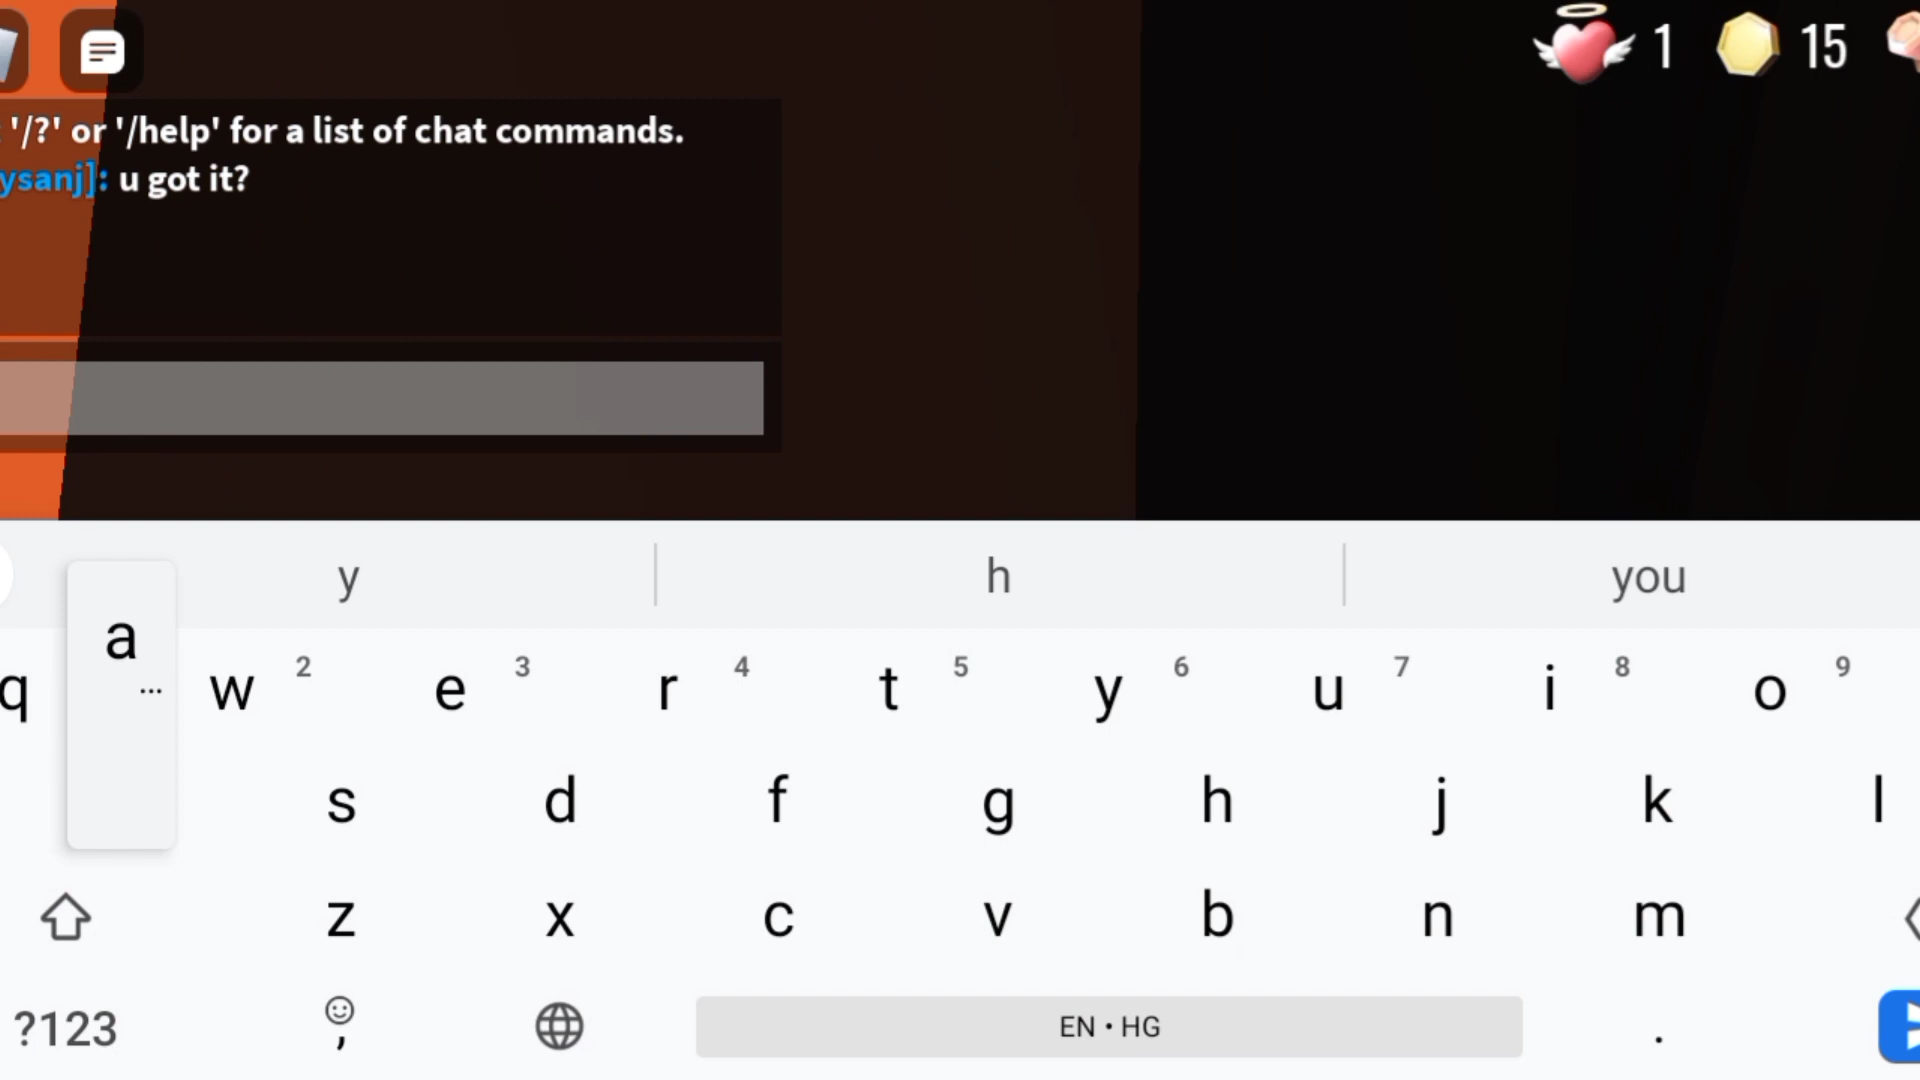 1 15
'/?' or '/help' for a list of chat commands.
ysanj]: u got it?
y h you
a
...
q w 2 e 3 r 4 t 5 y 6 u 7 i 8 o 9
s d f g h j k l
z x c v b n m
?123 , EN • HG .